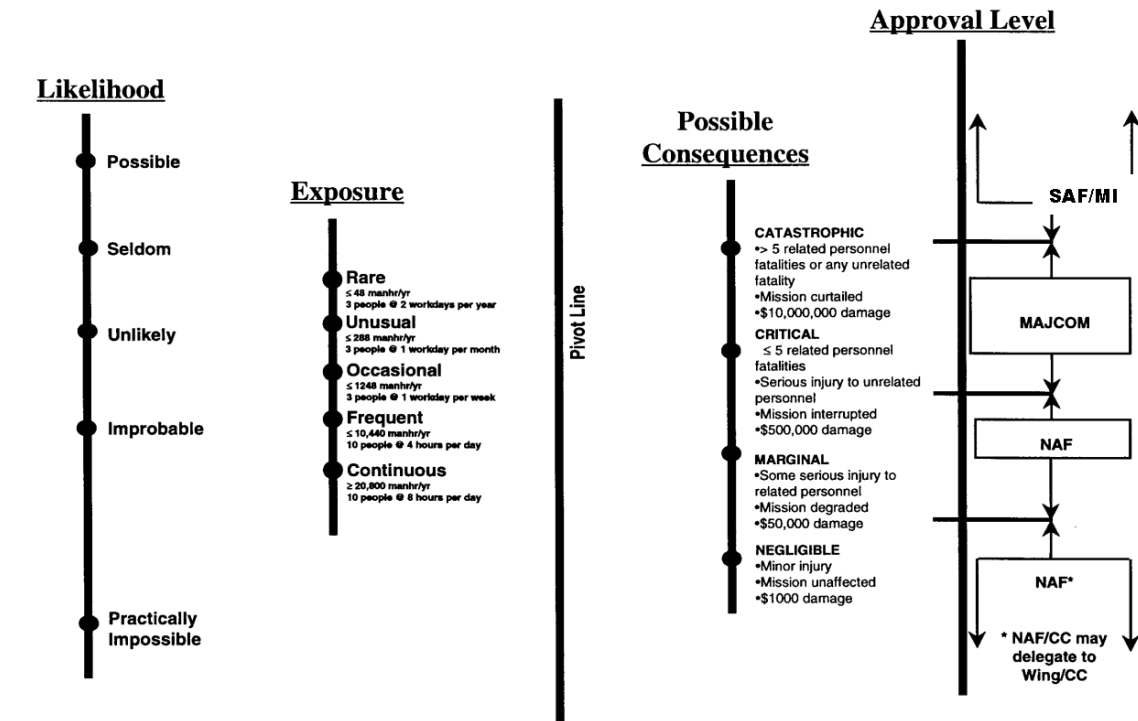 Approval Level
Likelihood
Possible
Seldom
Unlikely
Improbable
Practically
Impossible
Exposure
Rare
≤ 48 manhr/yr
3 people @ 2 workdays per year
Unusual
≤ 288 manhr/yr
3 people @ 1 workday per month
Occasional
≤ 1248 manhr/yr
3 people @ 1 workday per week
Frequent
≤ 10,440 manhr/yr
10 people @ 4 hours per day
Continuous
≥ 20,800 manhr/yr
10 people @ 8 hours per day
Pivot Line
Possible
Consequences
CATASTROPHIC
•> 5 related personnel
fatalities or any unrelated
fatality
•Mission curtailed
•$10,000,000 damage
CRITICAL
≤ 5 related personnel
fatalities
•Serious injury to unrelated
personnel
•Mission interrupted
•$500,000 damage
MARGINAL
•Some serious injury to
related personnel
•Mission degraded
•$50,000 damage
NEGLIGIBLE
•Minor injury
•Mission unaffected
•$1000 damage
SAF/MI
MAJCOM
NAF
NAF*
* NAF/CC may
delegate to
Wing/CC